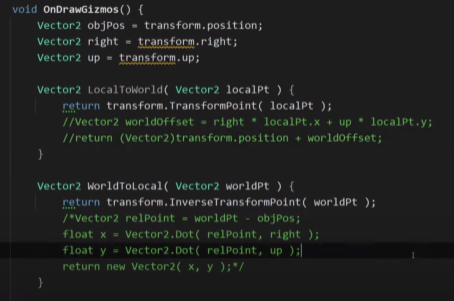 void OnDrawGizmos() {
Vector2 objPos = transform.position;
Vector2 right = transform.right;
Vector2 up = transform.up;
Vector2 LocalToWorld( Vector2 localPt ) {
return transform.TransformPoint( localPt );
//Vector2 worldOffset = right * localPt.x + up * localPt.y;
//return (Vector2)transform.position + worldOffset;
}
Vector2 WorldToLocal( Vector2 worldPt ) {
return transform.InverseTransformPoint( worldPt );
/*Vector2 relPoint = worldPt - objPos;
float x = Vector2.Dot( relPoint, right );
float y = Vector2.Dot( relPoint, up );
return new Vector2( x, y );*/
}